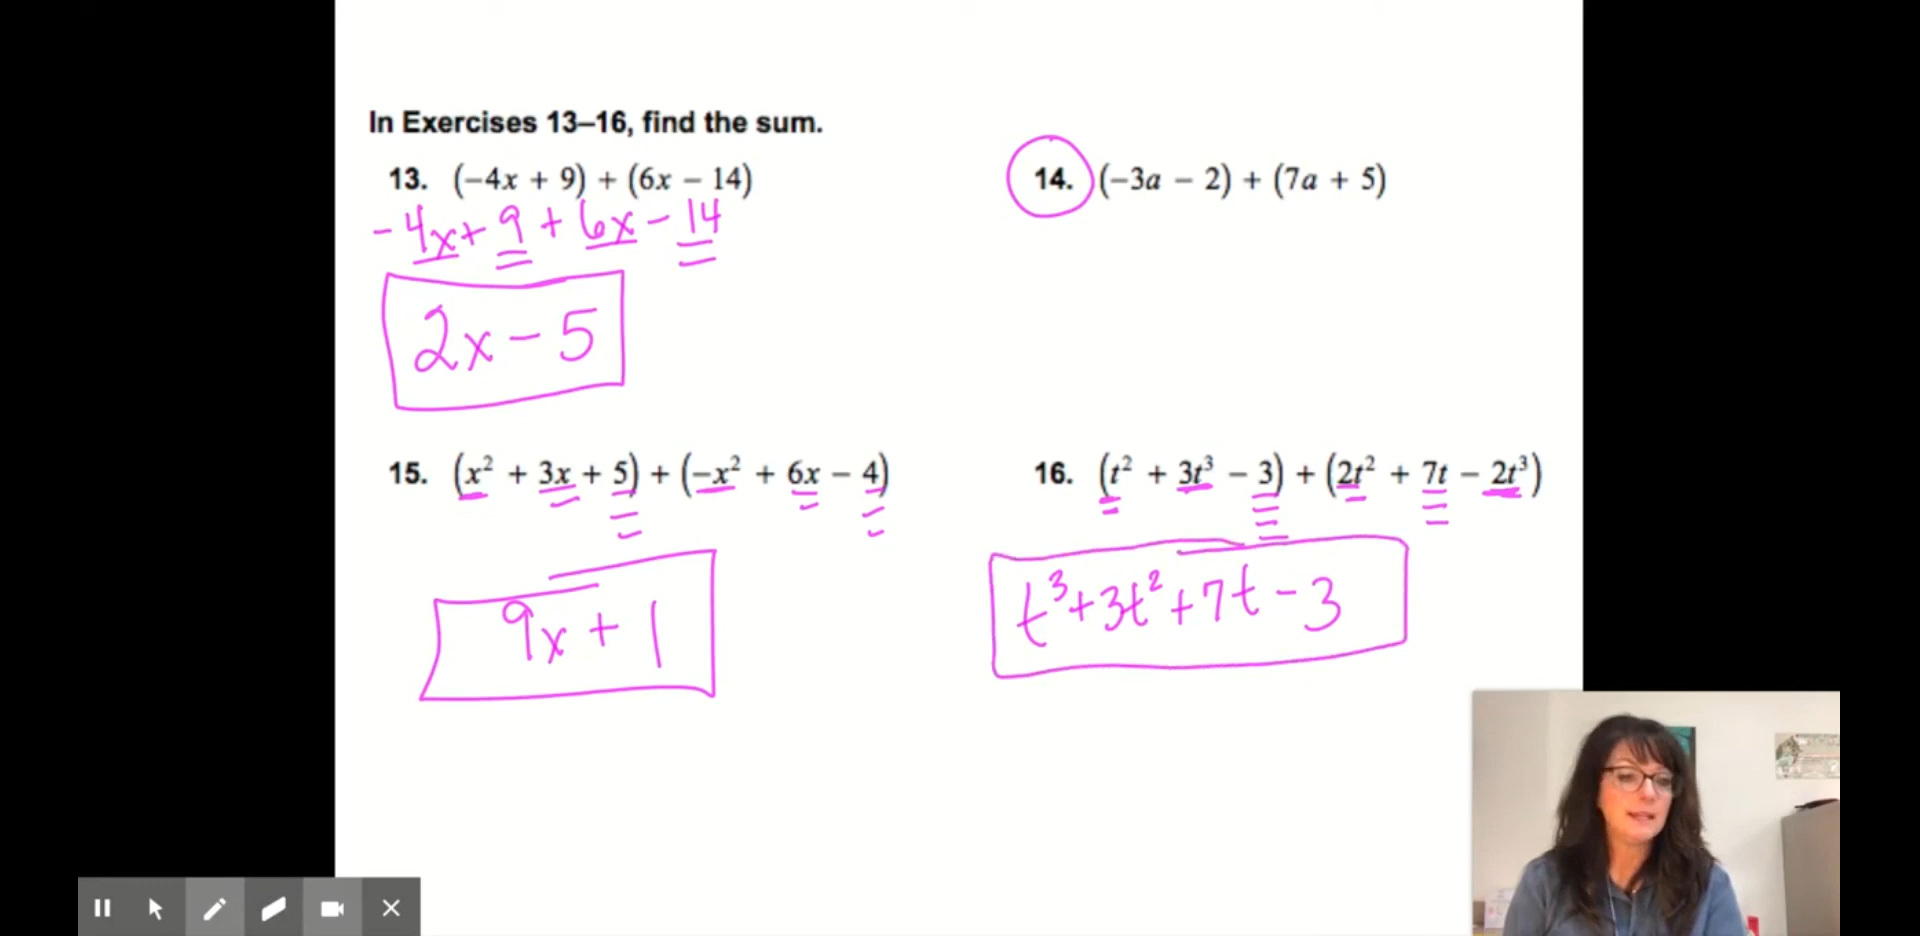 In Exercises 13–16, find the sum.
13. (−4x + 9) + (6x − 14)
-4x + 9 + 6x - 14
2x - 5
14. (−3a − 2) + (7a + 5)
15. (x² + 3x + 5) + (−x² + 6x − 4)
9x + 1
16. (t² + 3t³ − 3) + (2t² + 7t − 2t³)
t³ + 3t² + 7t - 3